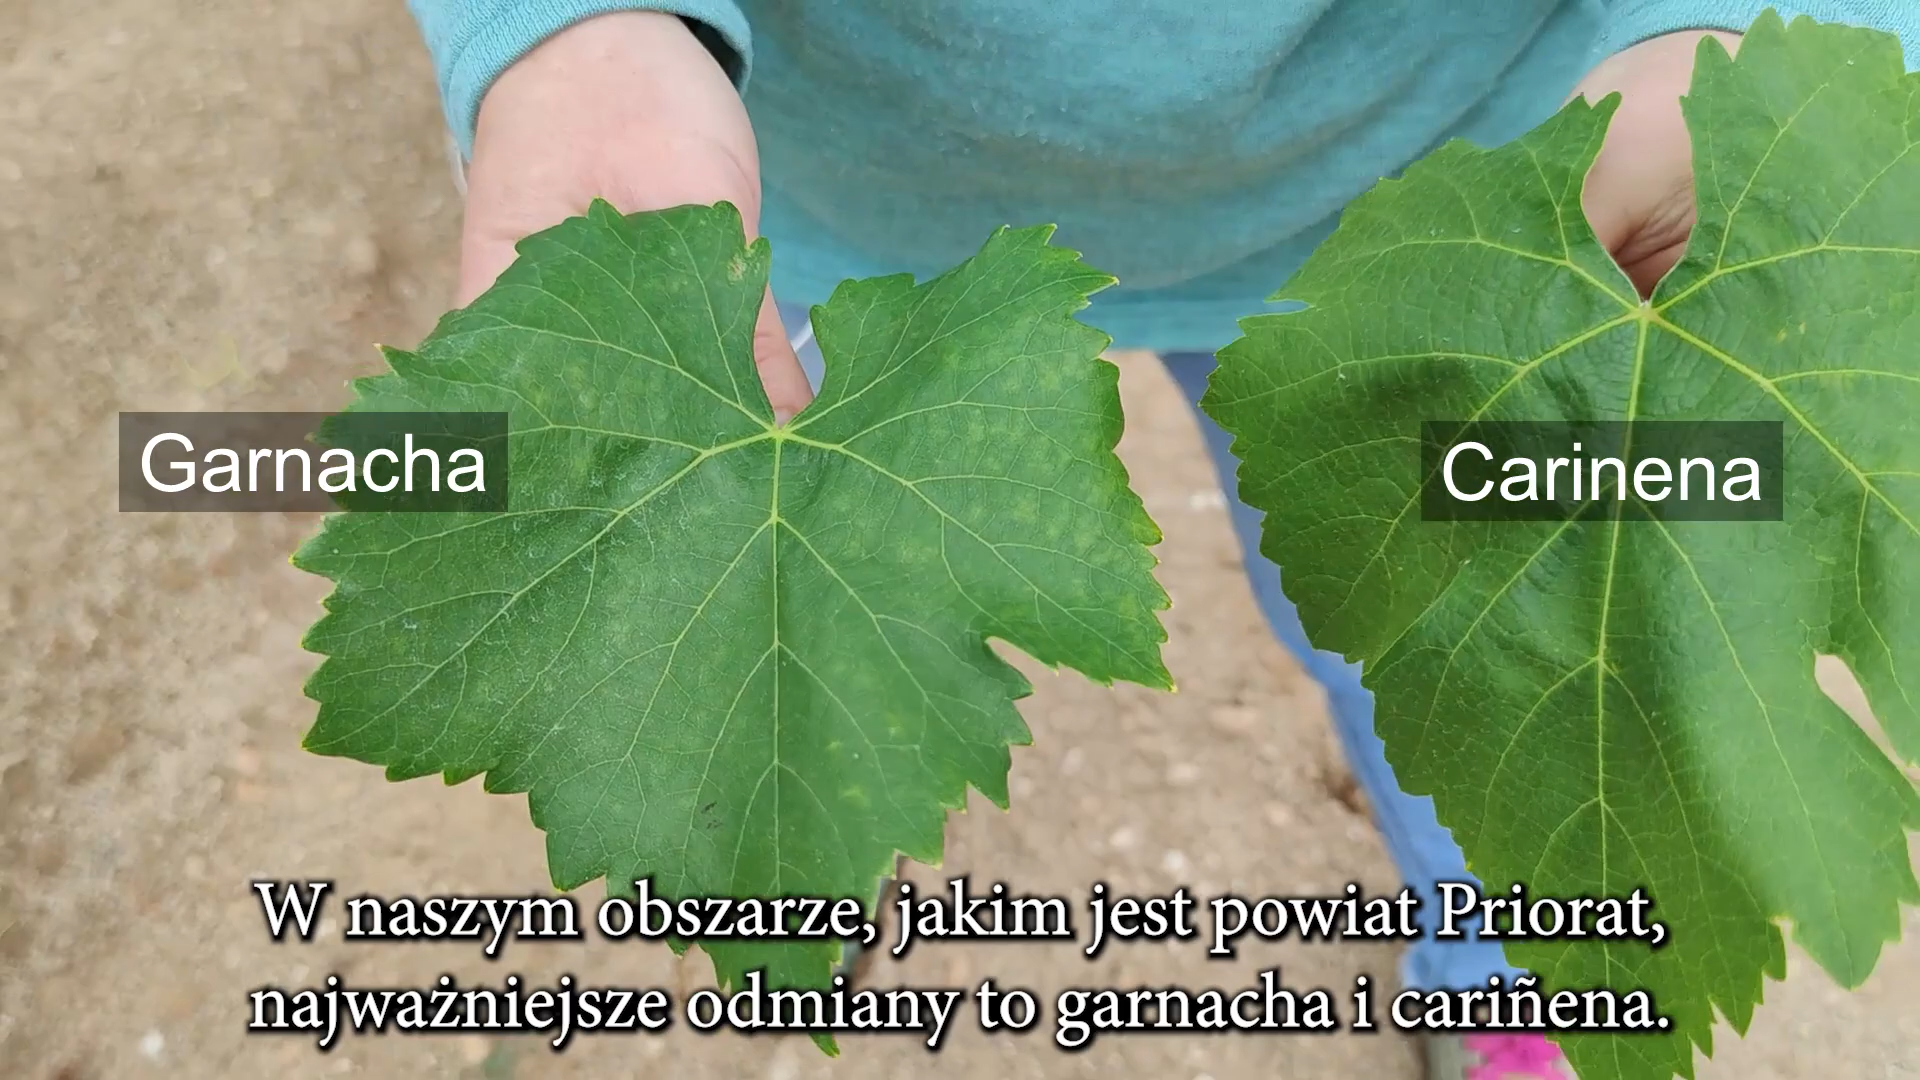 Garnacha
Carinena
W naszym obszarze, jakim jest powiat Priorat,
najważniejsze odmiany to garnacha i cariñena.